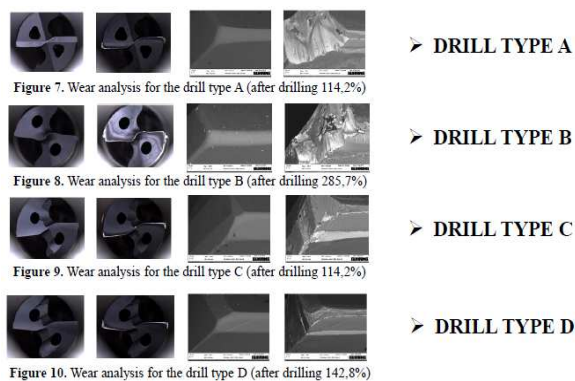 ➢ DRILL TYPE A
Figure 7. Wear analysis for the drill type A (after drilling 114,2%)
➢ DRILL TYPE B
Figure 8. Wear analysis for the drill type B (after drilling 285,7%)
➢ DRILL TYPE C
Figure 9. Wear analysis for the drill type C (after drilling 114,2%)
➢ DRILL TYPE D
Figure 10. Wear analysis for the drill type D (after drilling 142,8%)